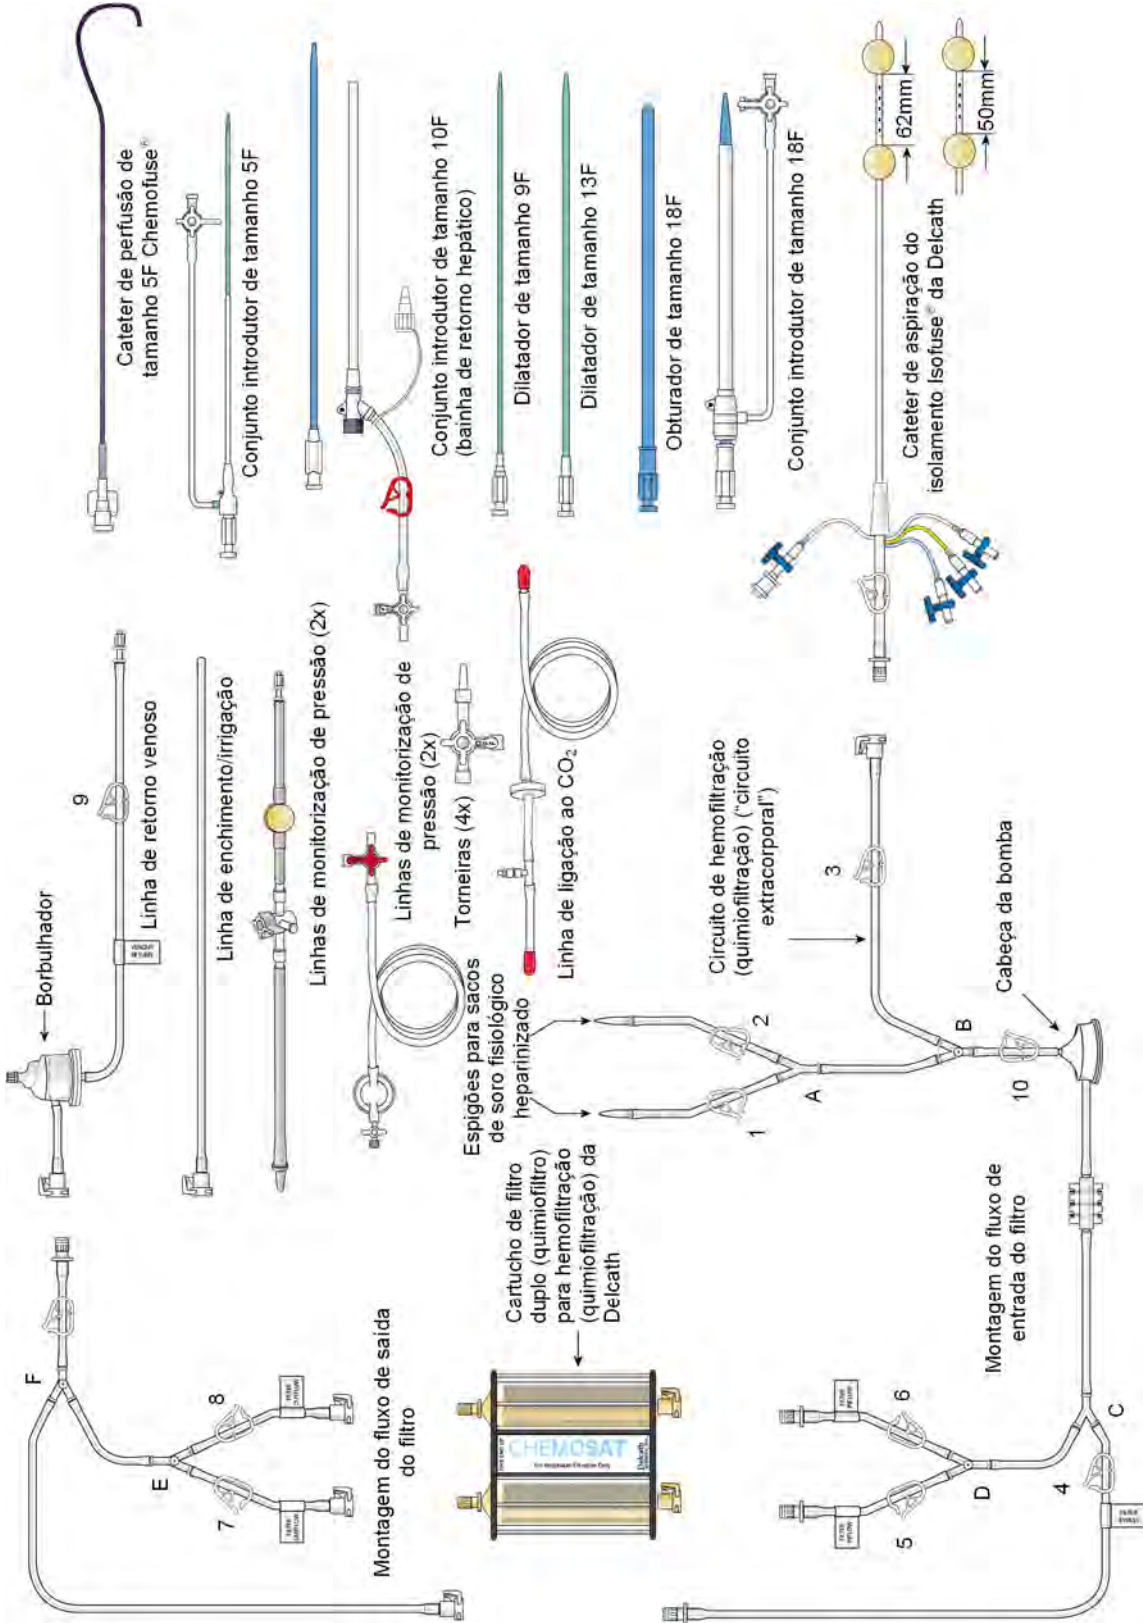 Montagem do fluxo de saída
do filtro
F
E
7
8
Borbulhador
9
Linha de retorno venoso
Linha de enchimento/irrigação
Linhas de monitorização de pressão (2x)
Linhas de monitorização de
pressão (2x)
Torneiras (4x)
Linha de ligação ao CO₂
Cateter de perfusão de
tamanho 5F Chemofuse®
Conjunto introdutor de tamanho 5F
Conjunto introdutor de tamanho 10F
(bainha de retorno hepático)
Dilatador de tamanho 9F
Dilatador de tamanho 13F
Obturador de tamanho 18F
Conjunto introdutor de tamanho 18F
62mm
50mm
Cateter de aspiração do
isolamento Isofuse® da Delcath
Cartucho de filtro
duplo (quimiofiltro)
para hemofiltração
(quimiofiltração) da
Delcath
CHEMOSAT
Delcath
Espigões para sacos
de soro fisiológico
heparinizado
1
2
A
B
3
10
Circuito de hemofiltração
(quimiofiltração) ("circuito
extracorporal")
Cabeça da bomba
Montagem do fluxo de
entrada do filtro
5
6
D
4
C